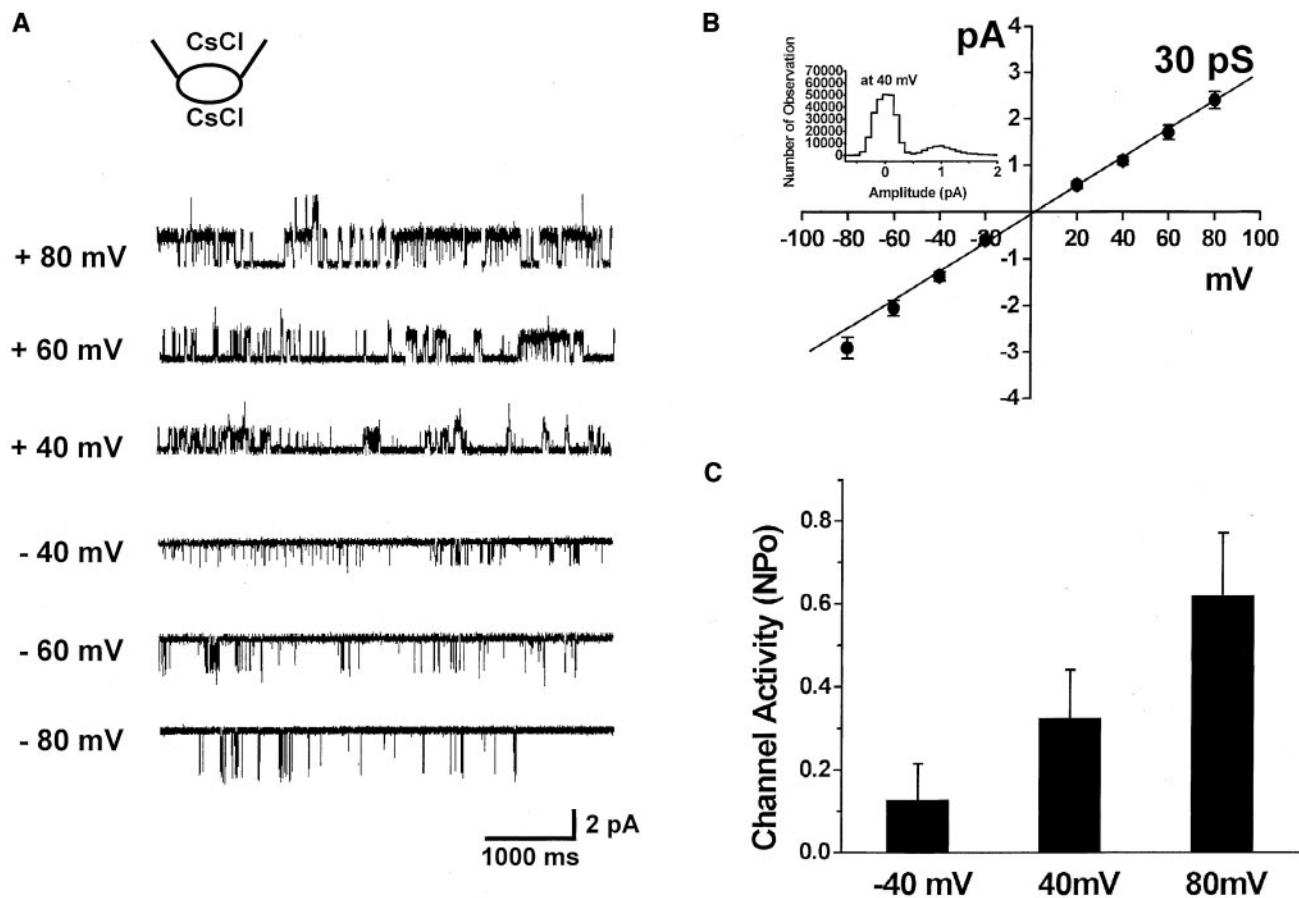 A
CsCl
CsCl
+ 80 mV
+ 60 mV
+ 40 mV
- 40 mV
- 60 mV
- 80 mV
2 pA
1000 ms
B
pA
30 pS
4
3
2
1
-100 -80 -60 -40 -20 20 40 60 80 100
mV
-1
-2
-3
-4
at 40 mV
Number of Observation
70000
60000
50000
40000
30000
20000
10000
0
0 1 2
Amplitude (pA)
C
Channel Activity (NPo)
0.8
0.6
0.4
0.2
0.0
-40 mV 40mV 80mV